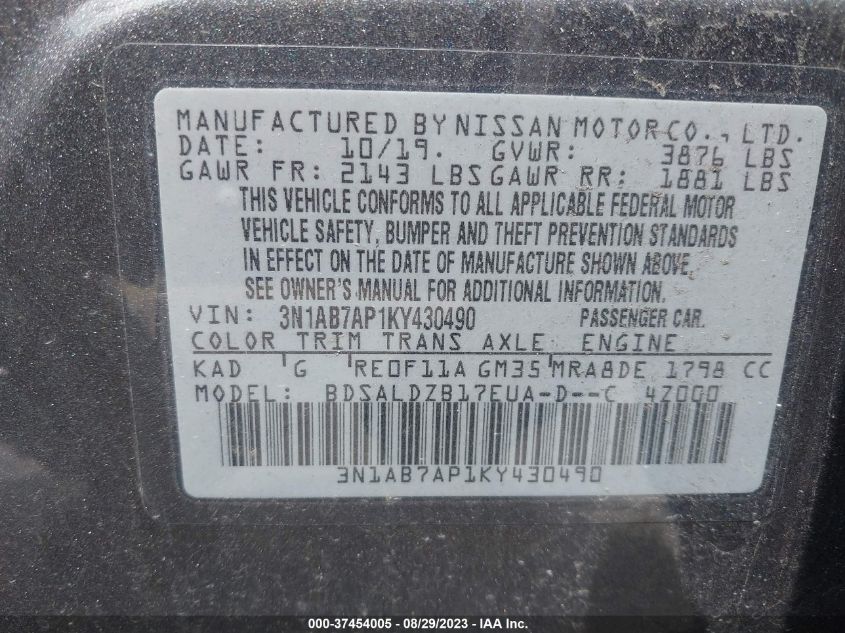 MANUFACTURED BY NISSAN MOTOR CO., LTD.
DATE: 10/19. GVWR: 3876 LBS
GAWR FR: 2143 LBS GAWR RR: 1881 LBS
THIS VEHICLE CONFORMS TO ALL APPLICABLE FEDERAL MOTOR
VEHICLE SAFETY, BUMPER AND THEFT PREVENTION STANDARDS
IN EFFECT ON THE DATE OF MANUFACTURE SHOWN ABOVE.
SEE OWNER'S MANUAL FOR ADDITIONAL INFORMATION.
VIN: 3N1AB7AP1KY430490 PASSENGER CAR.
COLOR TRIM TRANS AXLE ENGINE
KAD G RE0F11A GM35 MRA8DE 1798 CC
MODEL: BDSALDZB17EUA-D--C 4Z000
3N1AB7AP1KY430490
000-37454005 - 08/29/2023 - © IAA Inc.